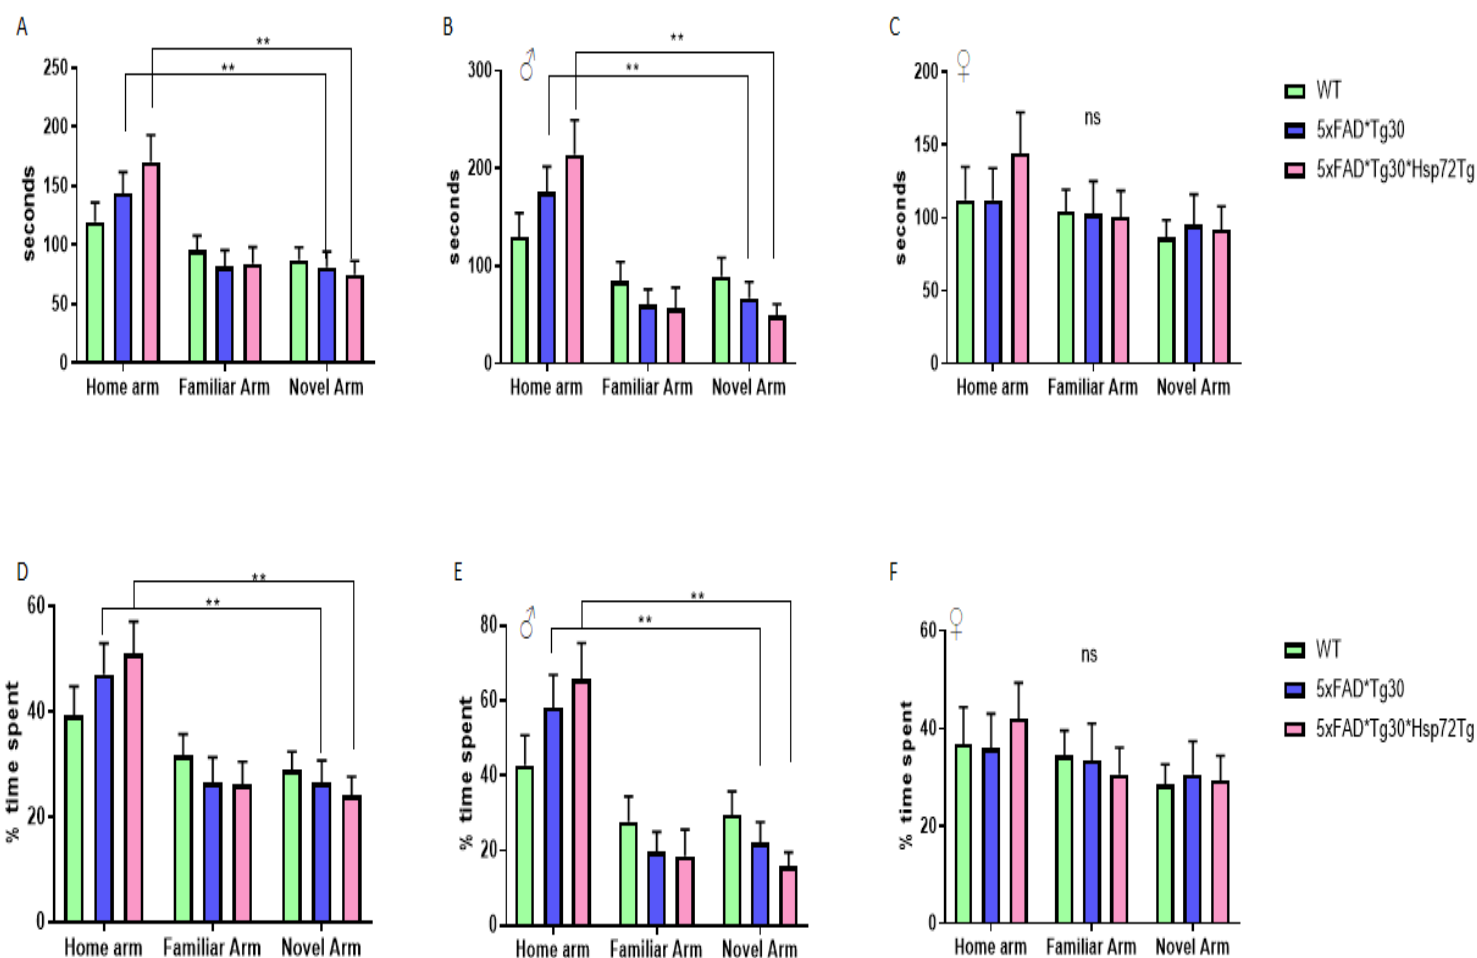 A
**
**
250
200
150
100
50
0
seconds
Home arm Familiar Arm Novel Arm
B
♂
**
**
300
200
100
0
seconds
Home arm Familiar Arm Novel Arm
C
♀
ns
200
150
100
50
0
seconds
Home arm Familiar Arm Novel Arm
WT
5xFAD*Tg30
5xFAD*Tg30*Hsp72Tg
D
**
**
60
40
20
0
% time spent
Home arm Familiar Arm Novel Arm
E
♂
**
**
80
60
40
20
0
% time spent
Home arm Familiar Arm Novel Arm
F
♀
ns
60
40
20
0
% time spent
Home arm Familiar Arm Novel Arm
WT
5xFAD*Tg30
5xFAD*Tg30*Hsp72Tg